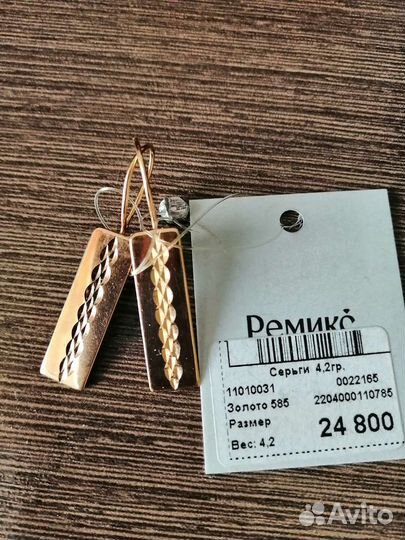 Ремикс
Серьги 4,2гр.
11010031 0022165
Золото 585 2204000110785
Размер 24 800
Вес: 4,2
Avito